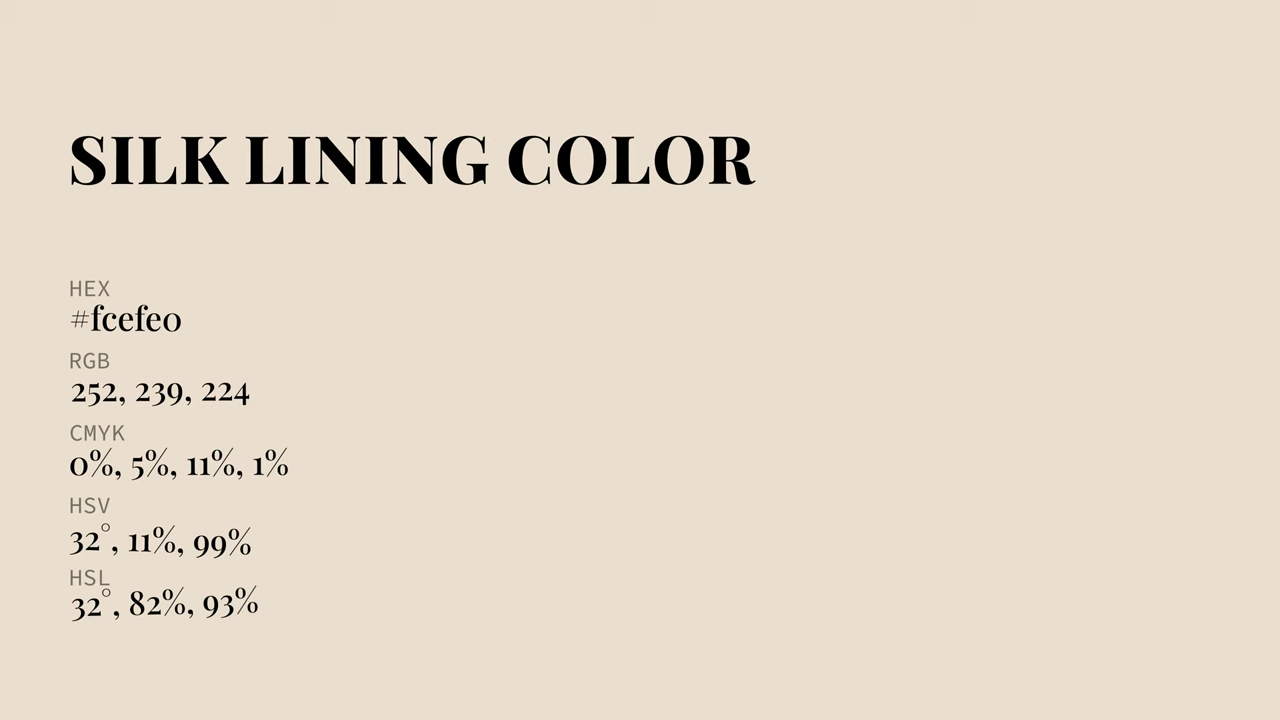 SILK LINING COLOR
HEX
#fcefe0
RGB
252, 239, 224
CMYK
0%, 5%, 11%, 1%
HSV
32°, 11%, 99%
HSL
32°, 82%, 93%